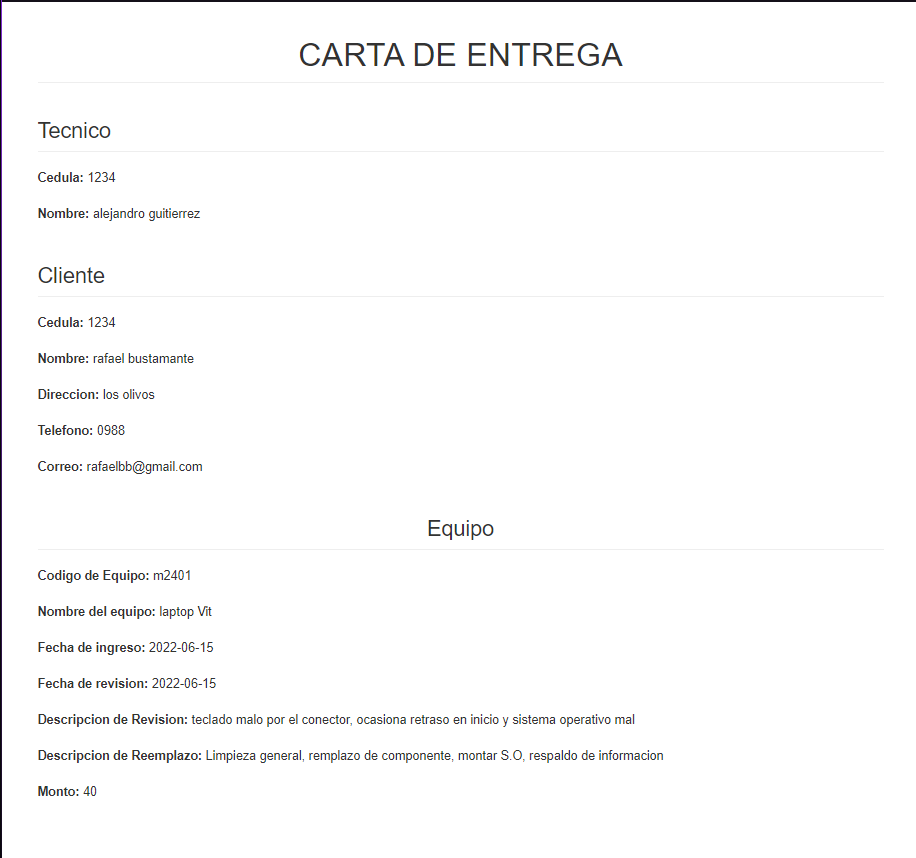 CARTA DE ENTREGA
Tecnico
Cedula: 1234
Nombre: alejandro guitierrez
Cliente
Cedula: 1234
Nombre: rafael bustamante
Direccion: los olivos
Telefono: 0988
Correo: rafaelbb@gmail.com
Equipo
Codigo de Equipo: m2401
Nombre del equipo: laptop Vit
Fecha de ingreso: 2022-06-15
Fecha de revision: 2022-06-15
Descripcion de Revision: teclado malo por el conector, ocasiona retraso en inicio y sistema operativo mal
Descripcion de Reemplazo: Limpieza general, remplazo de componente, montar S.O, respaldo de informacion
Monto: 40